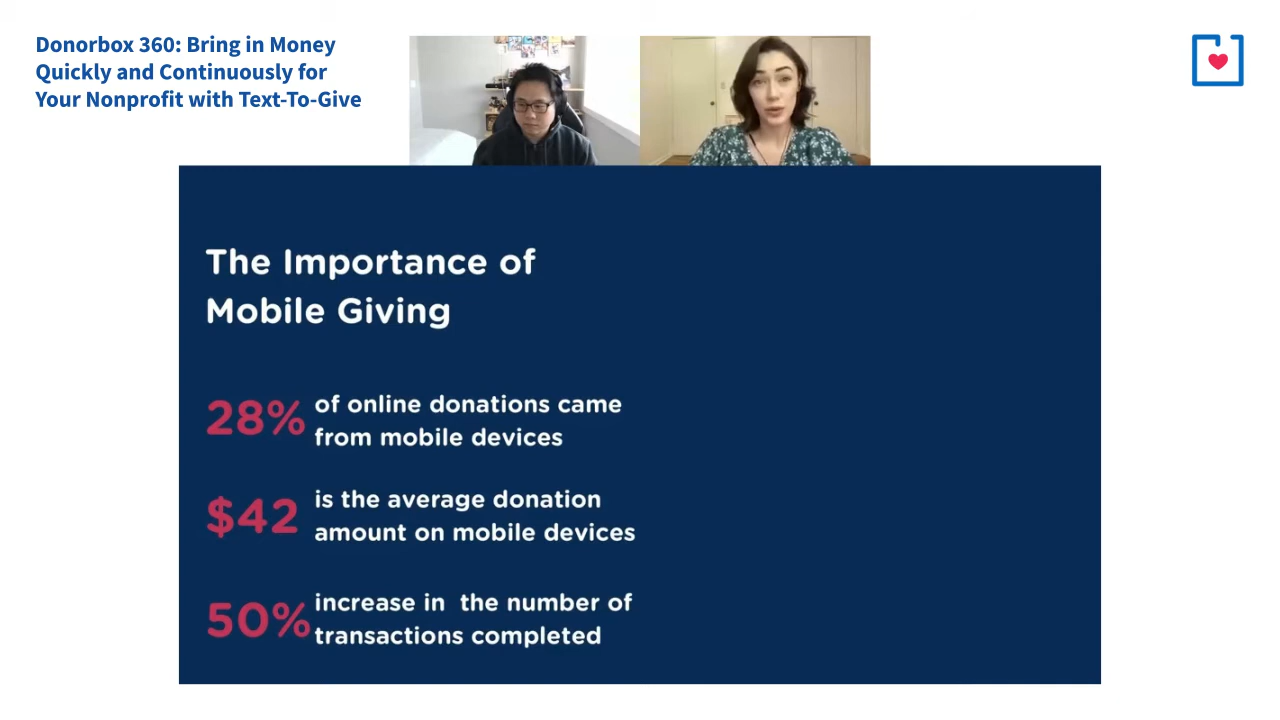 Donorbox 360: Bring in Money
Quickly and Continuously for
Your Nonprofit with Text-To-Give
The Importance of
Mobile Giving
28% of online donations came
from mobile devices
$42 is the average donation
amount on mobile devices
50% increase in the number of
transactions completed